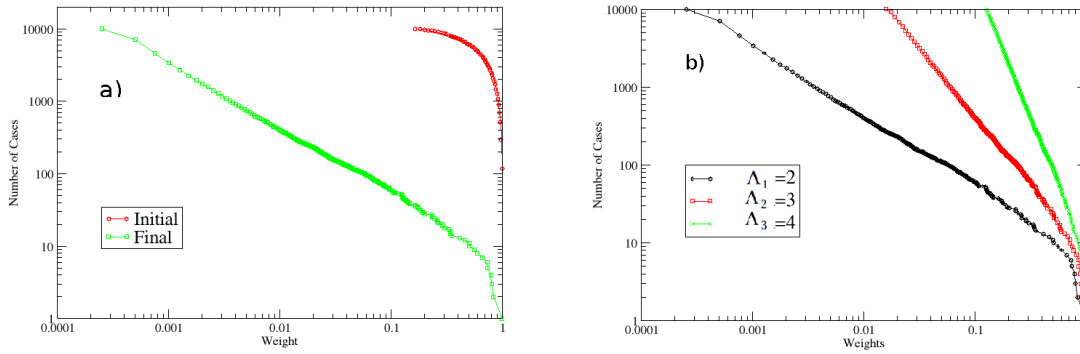 a)
Number of Cases
10000
1000
100
10
1
Initial
Final
0.0001
0.001
0.01
0.1
1
Weight
b)
Number of Cases
10000
1000
100
10
1
Λ1 =2
Λ2 =3
Λ3 =4
0.0001
0.001
0.01
0.1
Weights